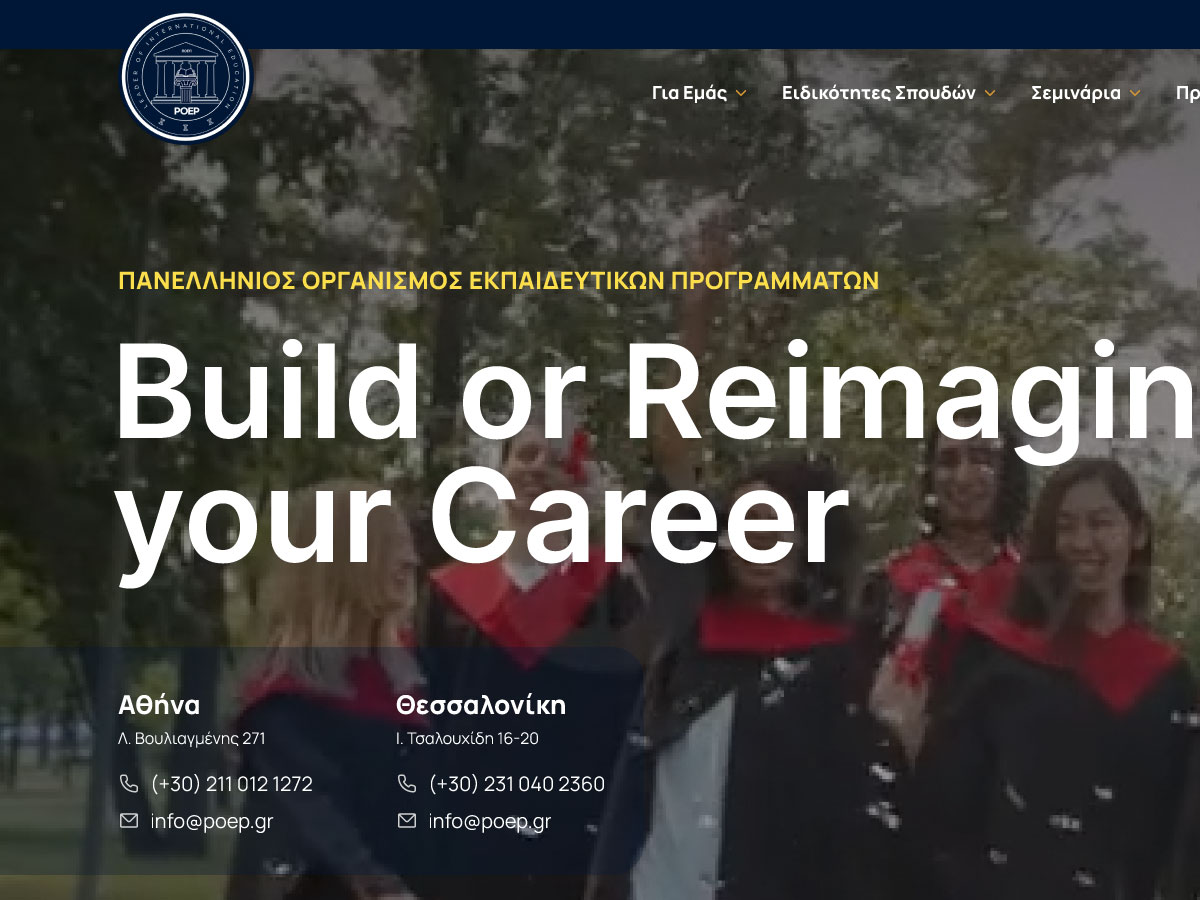 LEADER OF INTERNATIONAL EDUCATION
POEP
POEP
Για Εμάς
Ειδικότητες Σπουδών
Σεμινάρια
Πρ
ΠΑΝΕΛΛΗΝΙΟΣ ΟΡΓΑΝΙΣΜΟΣ ΕΚΠΑΙΔΕΥΤΙΚΩΝ ΠΡΟΓΡΑΜΜΑΤΩΝ
Build or Reimagin
your Career
Αθήνα
Λ. Βουλιαγμένης 271
(+30) 211 012 1272
info@poep.gr
Θεσσαλονίκη
Ι. Τσαλουχίδη 16-20
(+30) 231 040 2360
info@poep.gr